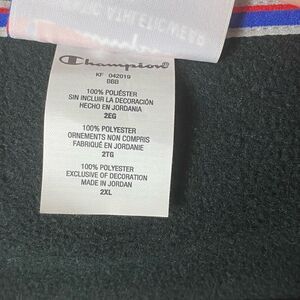 Champion
KF 042019
BBB
100% POLIÉSTER
SIN INCLUIR LA DECORACIÓN
HECHO EN JORDANIA
2EG
100% POLYESTER
ORNEMENTS NON COMPRIS
FABRIQUÉ EN JORDANIE
2TG
100% POLYESTER
EXCLUSIVE OF DECORATION
MADE IN JORDAN
2XL